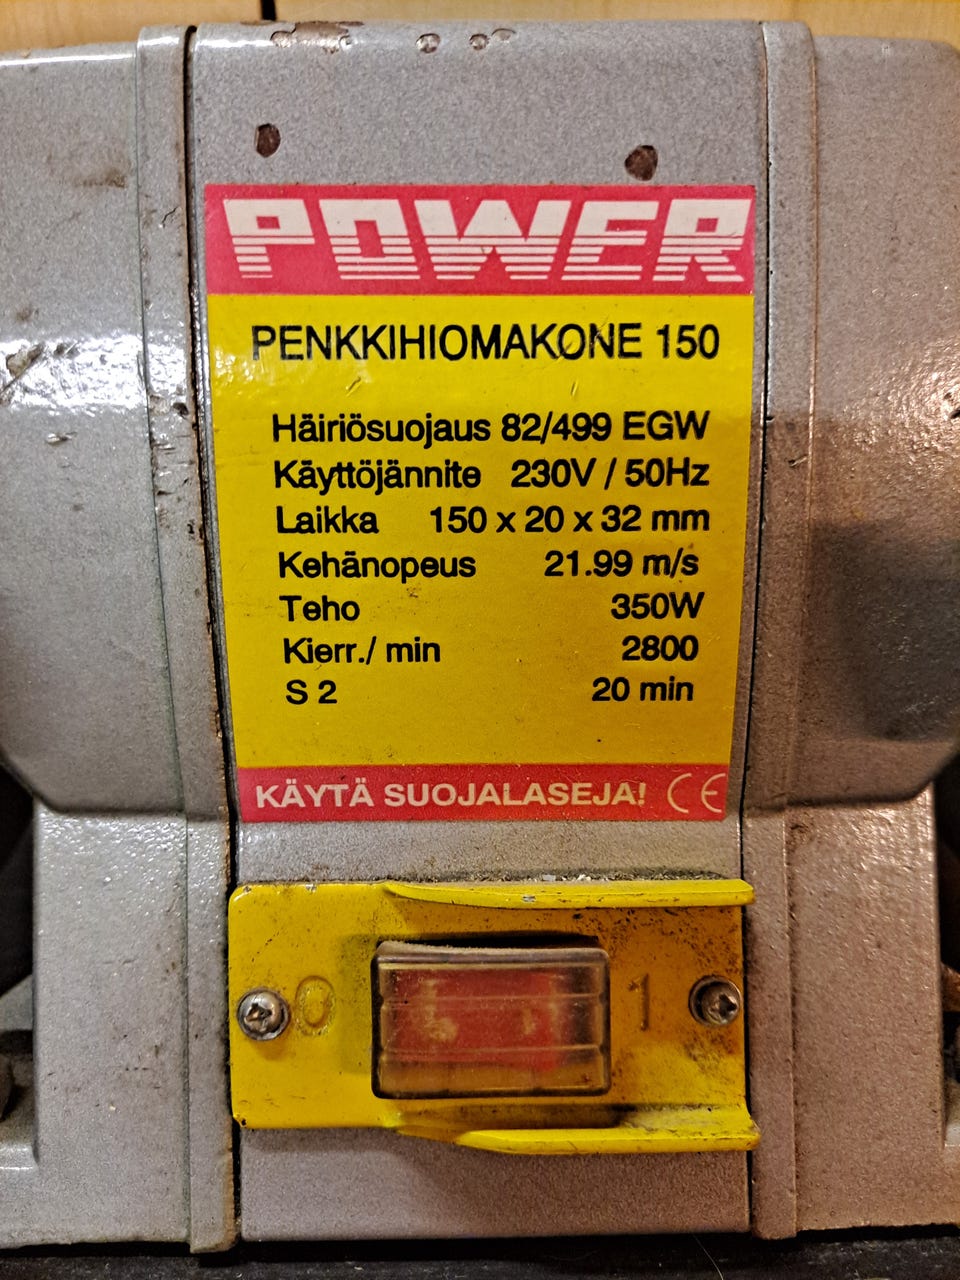 POWER
PENKKIHIOMAKONE 150
Häiriösuojaus 82/499 EGW
Käyttöjännite 230V / 50Hz
Laikka 150 x 20 x 32 mm
Kehänopeus 21.99 m/s
Teho 350W
Kierr./ min 2800
S 2 20 min
KÄYTÄ SUOJALASEJA! CE
0 1